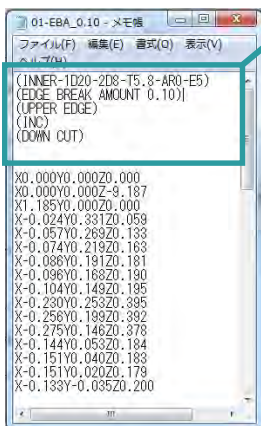 01-EBA_0.10 - メモ帳
ファイル(F) 編集(E) 書式(O) 表示(V)
ヘルプ(H)
(INNER-1D20-2D8-T5.8-AR0-E5)
(EDGE BREAK AMOUNT 0.10)
(UPPER EDGE)
(INC)
(DOWN CUT)
X0.000Y0.000Z0.000
X0.000Y0.000Z-9.187
X1.185Y0.000Z0.000
X-0.024Y0.331Z0.059
X-0.057Y0.269Z0.133
X-0.074Y0.219Z0.163
X-0.086Y0.191Z0.181
X-0.096Y0.168Z0.190
X-0.104Y0.149Z0.195
X-0.230Y0.253Z0.395
X-0.256Y0.199Z0.392
X-0.275Y0.146Z0.378
X-0.144Y0.053Z0.184
X-0.151Y0.040Z0.183
X-0.151Y0.020Z0.179
X-0.133Y-0.035Z0.200